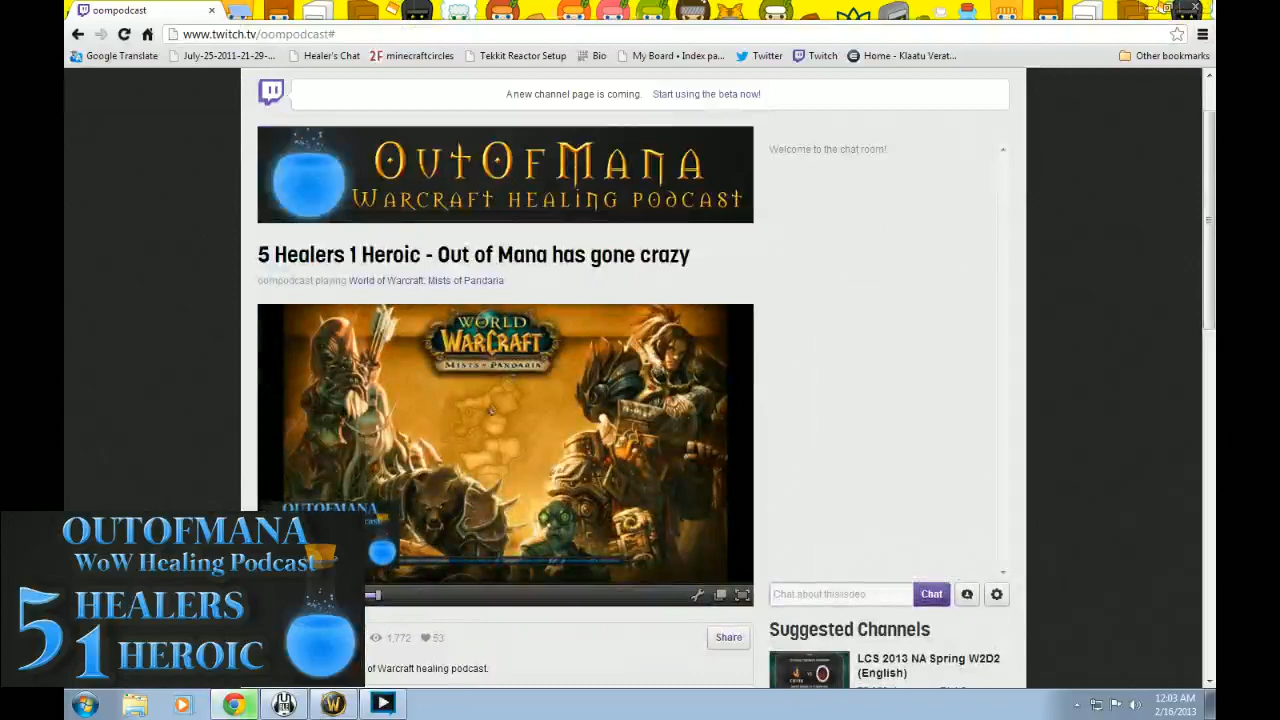 oompodcast
www.twitch.tv/oompodcast#
Google Translate
July-25-2011-21-29-...
Healer's Chat
minecraftcircles
Tekkit Reactor Setup
Bio
My Board • Index pa...
Twitter
Twitch
Home - Klaatu Verat...
Other bookmarks
A new channel page is coming. Start using the beta now!
OutOfMana
Warcraft Healing Podcast
Welcome to the chat room!
5 Healers 1 Heroic - Out of Mana has gone crazy
oompodcast playing World of Warcraft: Mists of Pandaria
WORLD
WARCRAFT
MISTS OF PANDARIA
OUTOFMANA
OUTOFMANA
WoW Healing Podcast
5 HEALERS
1 HEROIC
Chat
1,772
53
Share
of Warcraft healing podcast.
Suggested Channels
LCS 2013 NA Spring W2D2
(English)
12:03 AM
2/16/2013